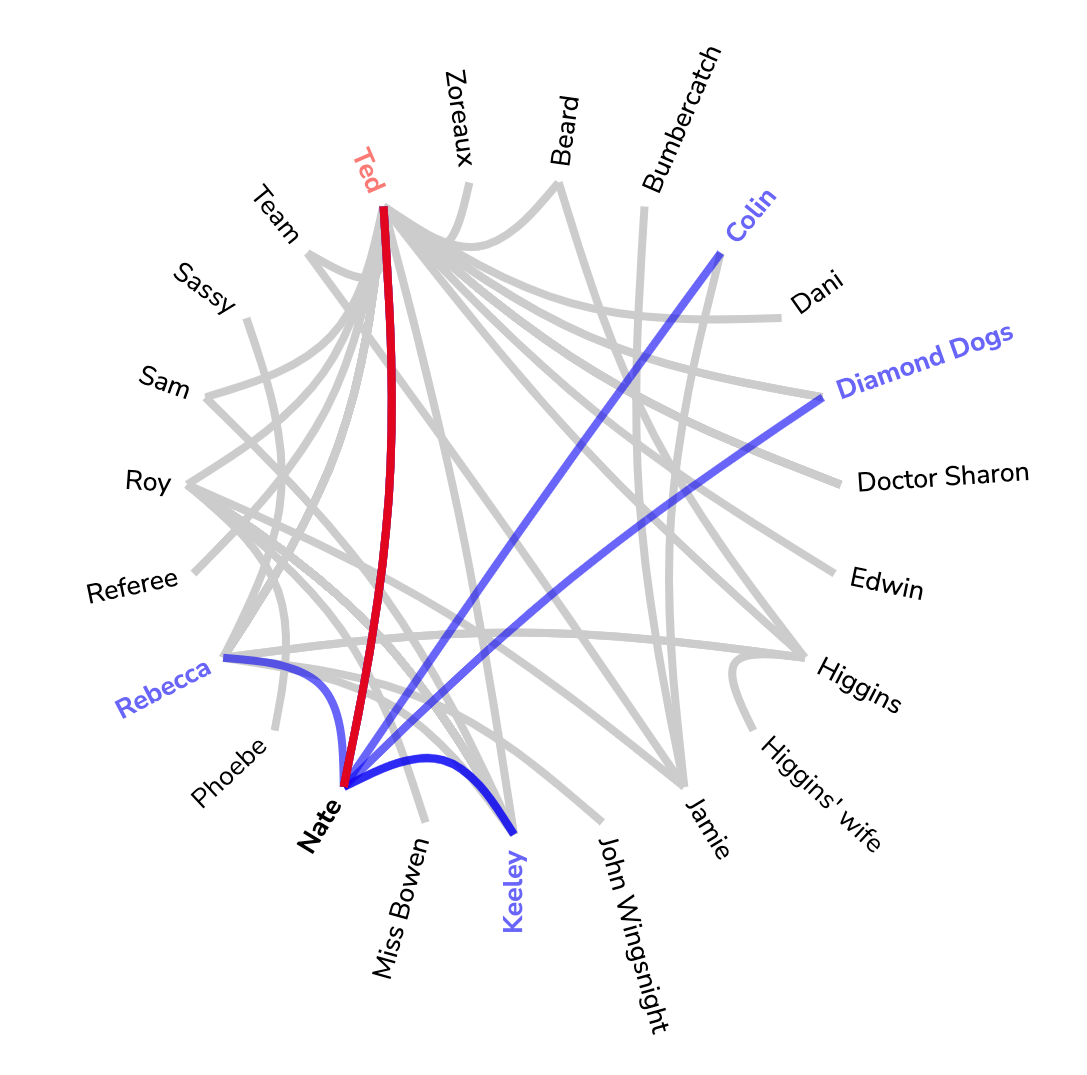 Zoreaux
Beard
Bumbercatch
Colin
Dani
Diamond Dogs
Doctor Sharon
Edwin
Higgins
Higgins' wife
Jamie
John Wingsnight
Keeley
Miss Bowen
Nate
Phoebe
Rebecca
Referee
Roy
Sam
Sassy
Team
Ted